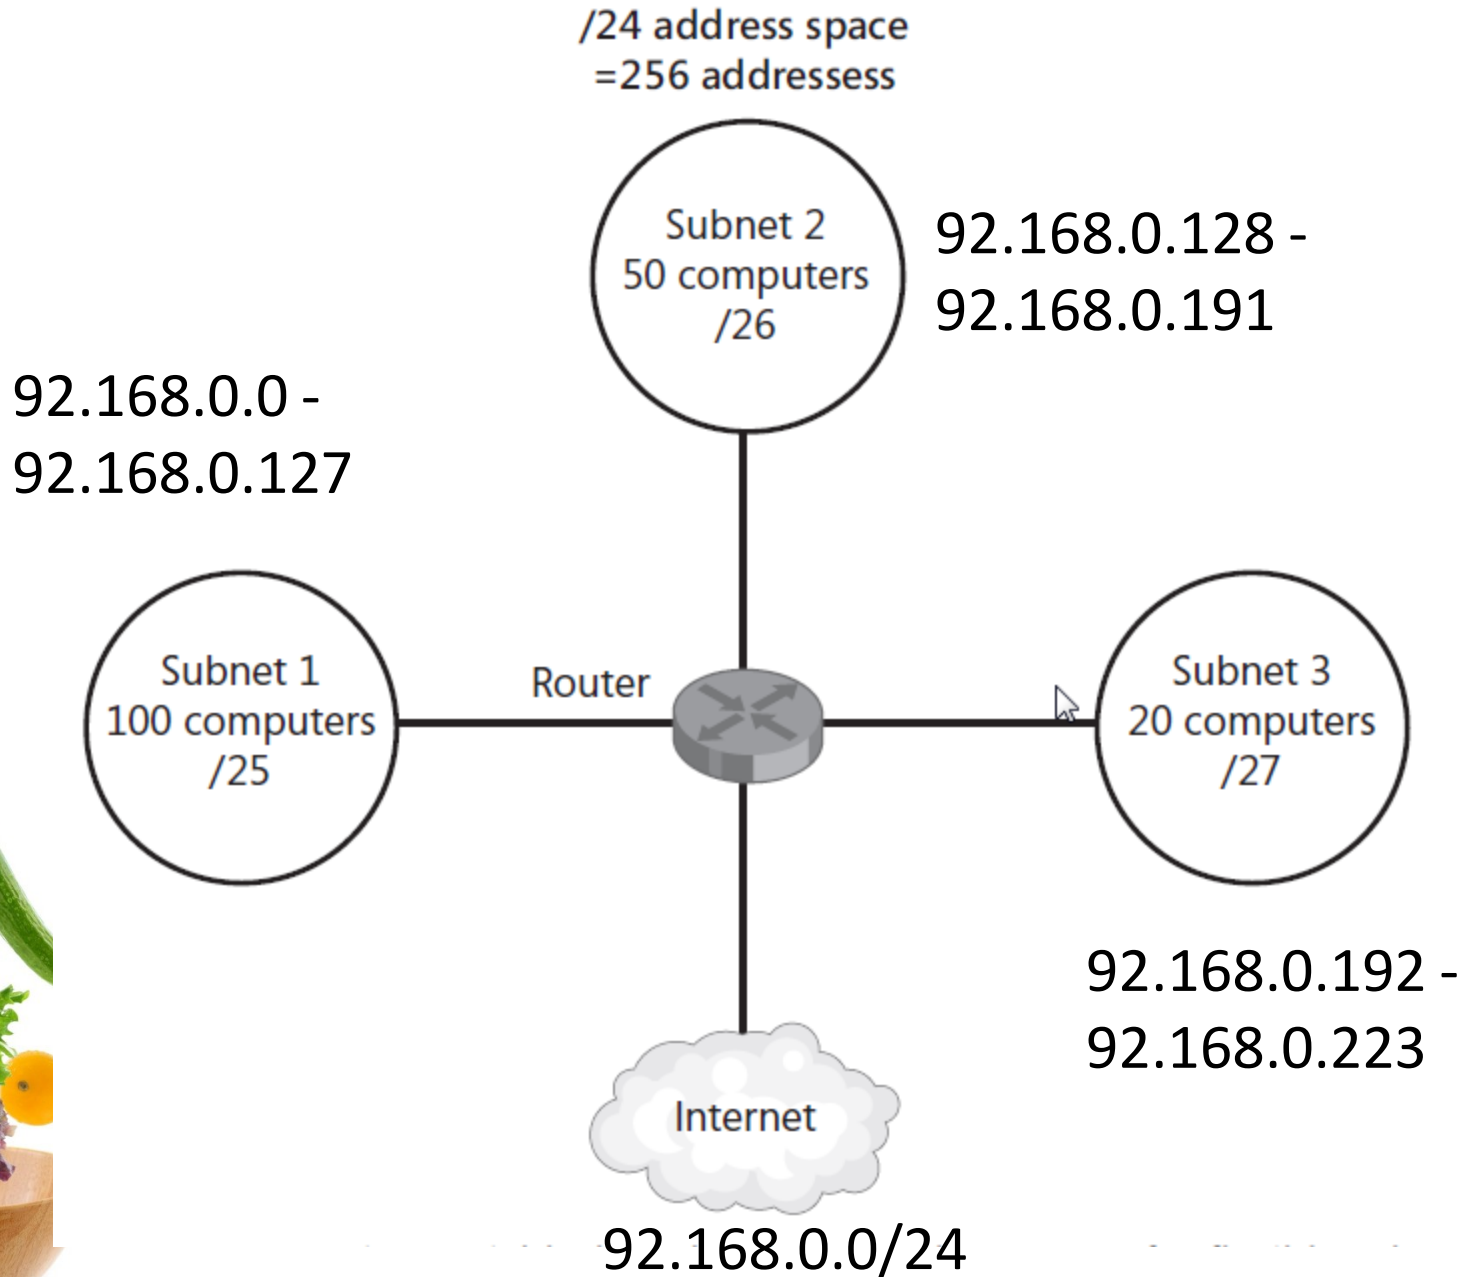 /24 address space
=256 addressess
Subnet 2
50 computers
/26
92.168.0.128 -
92.168.0.191
92.168.0.0 -
92.168.0.127
Subnet 1
100 computers
/25
Router
Subnet 3
20 computers
/27
92.168.0.192 -
92.168.0.223
Internet
92.168.0.0/24